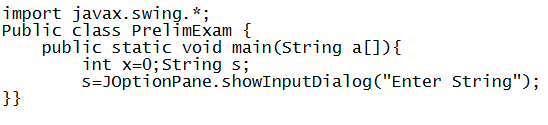 import javax.swing.*;
Public class PrelimExam {
    public static void main(String a[]){
        int x=0;String s;
        s=JOptionPane.showInputDialog("Enter String");
}}